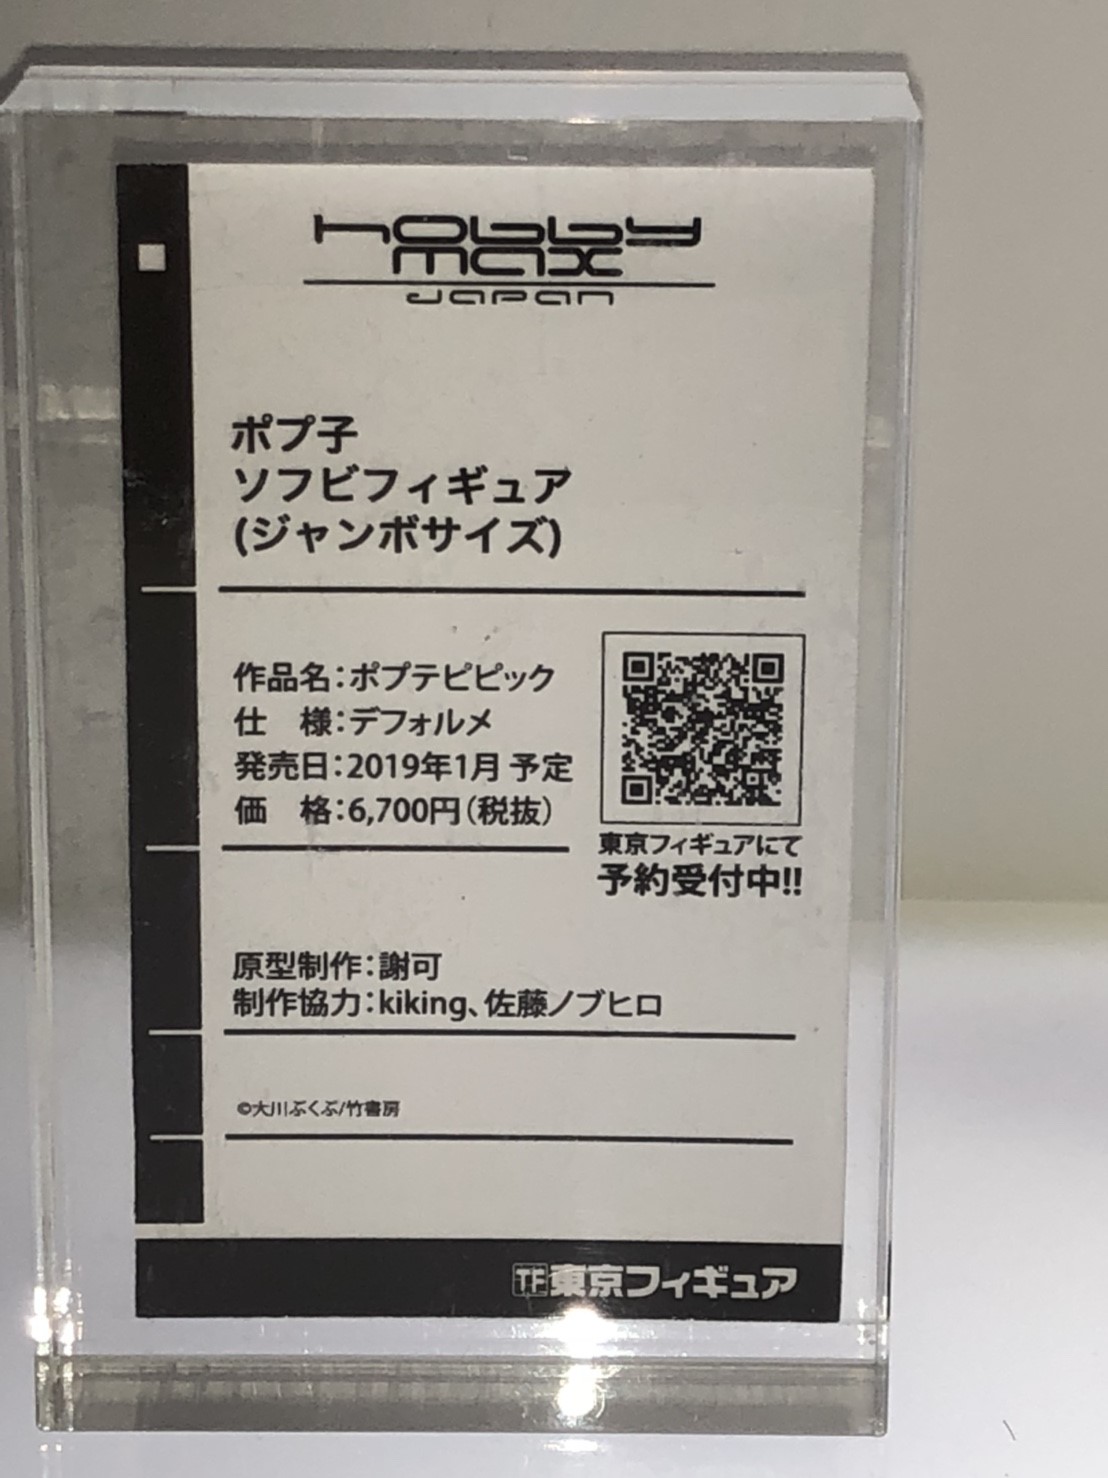 hobby
max
japan
ポプ子
ソフビフィギュア
(ジャンボサイズ)
作品名：ポプテピピック
仕　様：デフォルメ
発売日：2019年1月 予定
価　格：6,700円（税抜）
東京フィギュアにて
予約受付中!!
原型制作：謝可
制作協力：kiking、佐藤ノブヒロ
©大川ぶくぶ/竹書房
TF東京フィギュア